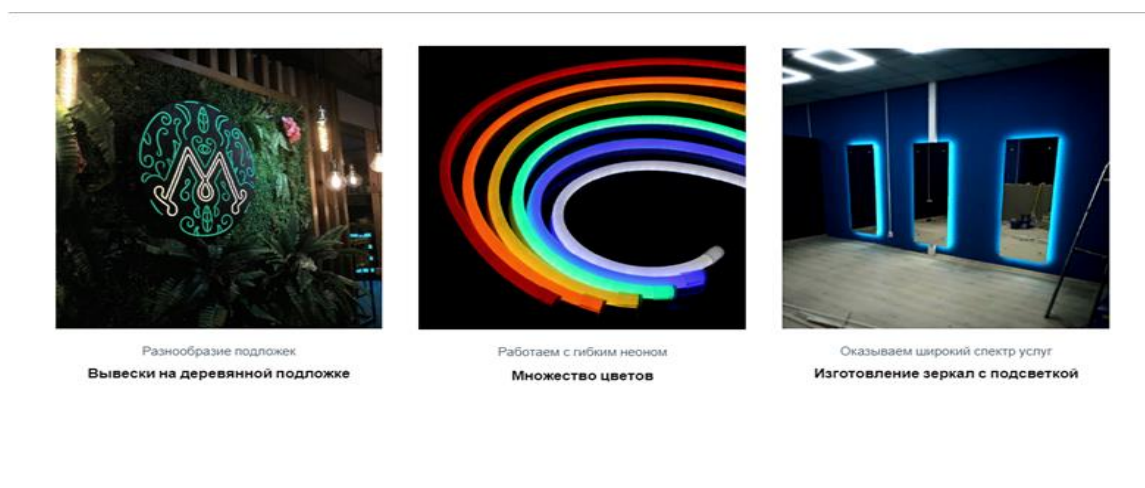 Разнообразие подложек
Вывески на деревянной подложке
Работаем с гибким неоном
Множество цветов
Оказываем широкий спектр услуг
Изготовление зеркал с подсветкой